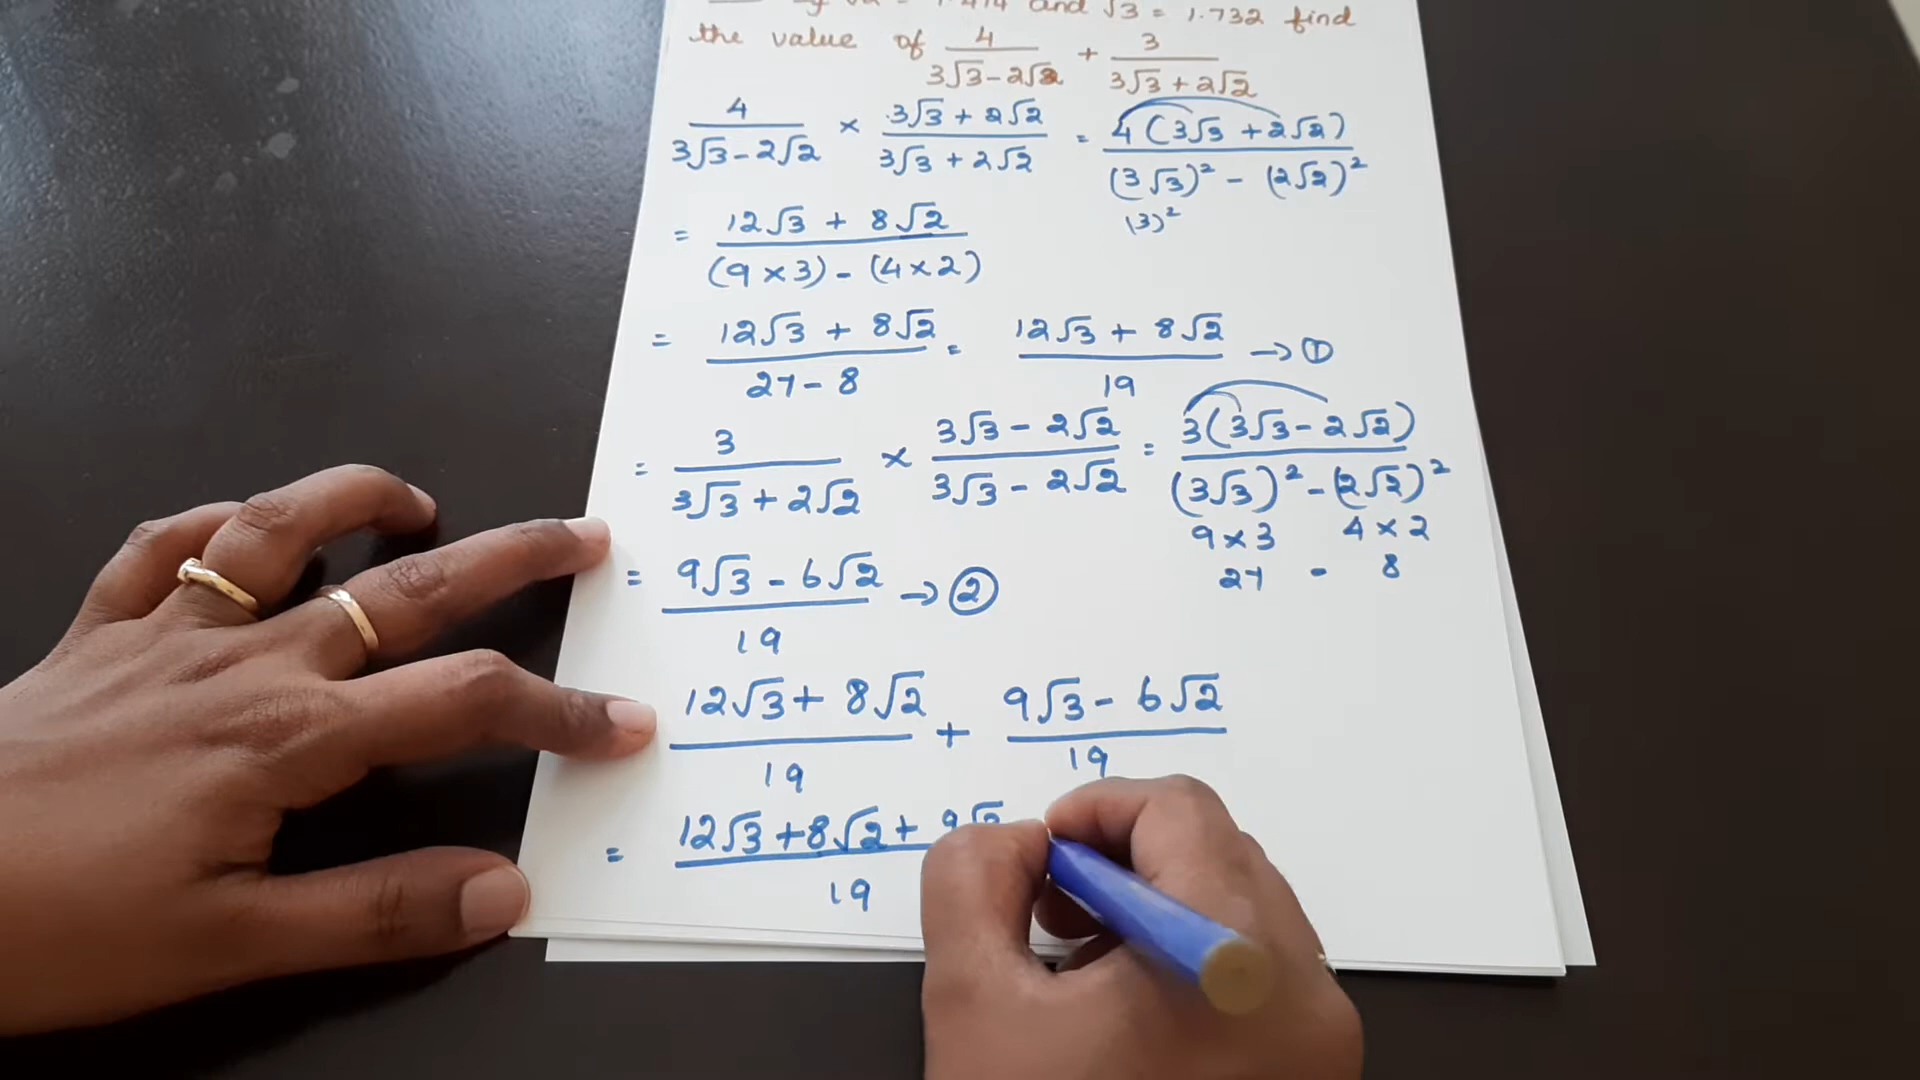 and √3 = 1.732 find
the value of 4/(3√3-2√2) + 3/(3√3+2√2)
4/(3√3-2√2) × (3√3+2√2)/(3√3+2√2) = 4(3√3+2√2)/((3√3)² - (2√2)²)
(3)²
= (12√3 + 8√2)/((9×3) - (4×2))
= (12√3 + 8√2)/(27-8) = (12√3 + 8√2)/19 → ①
= 3/(3√3+2√2) × (3√3-2√2)/(3√3-2√2) = 3(3√3-2√2)/((3√3)² - (2√2)²)
9×3 4×2
27 - 8
= (9√3 - 6√2)/19 → ②
(12√3 + 8√2)/19 + (9√3 - 6√2)/19
= (12√3 + 8√2 + 9√3)/19